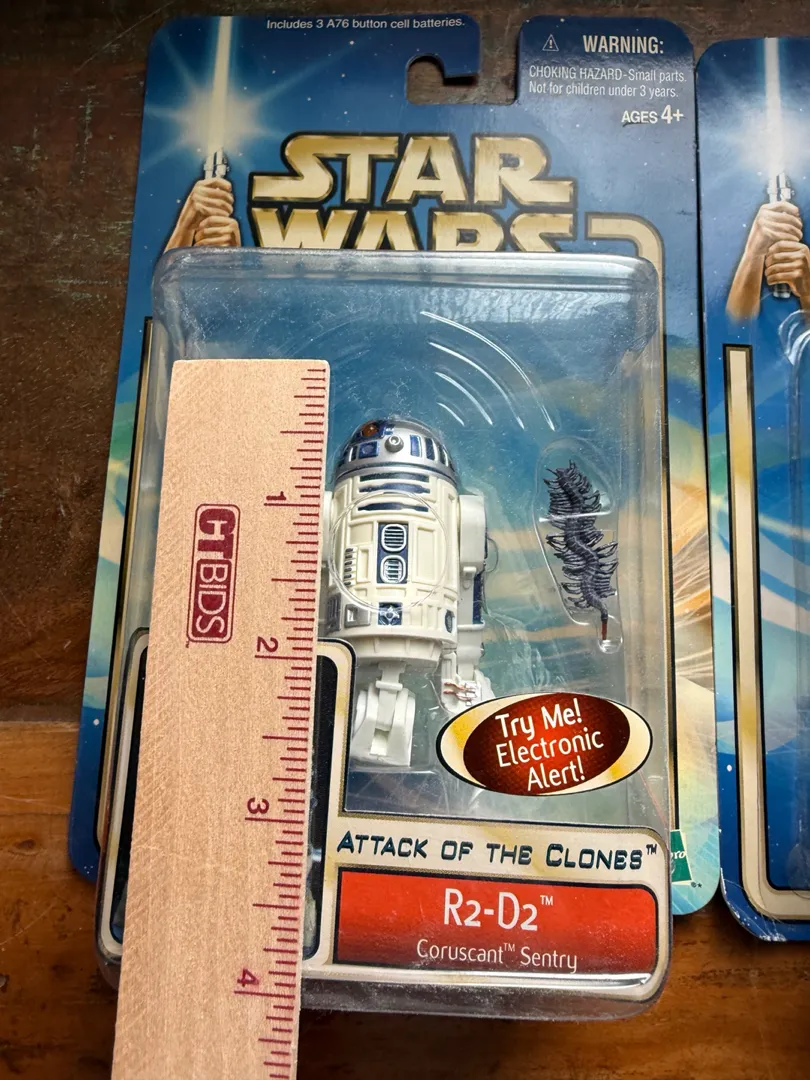 Includes 3 A76 button cell batteries.
WARNING:
CHOKING HAZARD-Small parts.
Not for children under 3 years.
AGES 4+
STAR
WARS
1
CTBIDS
2
3
4
Try Me!
Electronic
Alert!
ATTACK OF THE CLONES™
R2-D2™
Coruscant™ Sentry